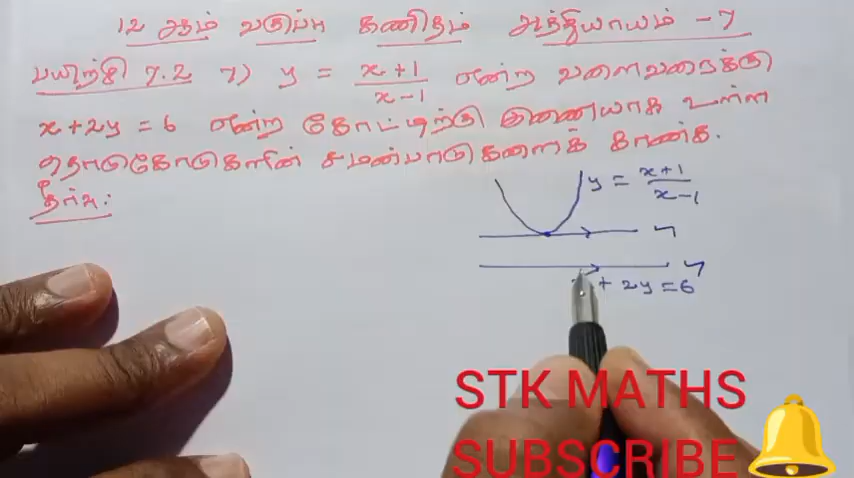 12 ஆம் வகுப்பு கணிதம் அத்தியாயம் - 7
பயிற்சி 7.2 7) y = x+1 / x-1 என்ற வளைவரைக்கு
x+2y = 6 என்ற கோட்டிற்கு இணையாக உள்ள
தொடுகோடுகளின் சமன்பாடுகளைக் காண்க.
தீர்வு:
y = x+1 / x-1
+ 2y = 6
STK MATHS
SUBSCRIBE